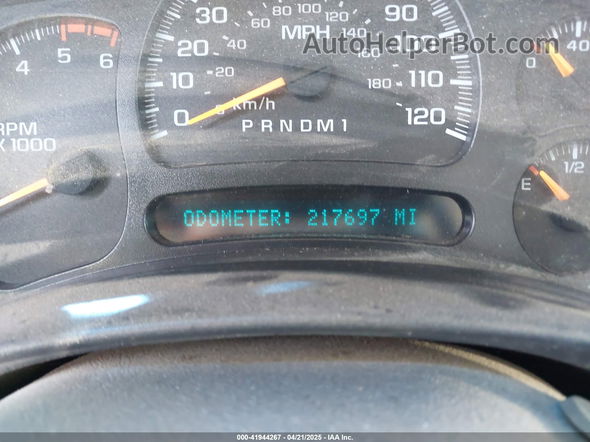 30 60 80 100 120 90
MPH
AutoHelperBot.com
20 40 140 100
40
0
4 5 6
10 20 160 180 110
0 km/h 120
RPM
X 1000
PRNDM1
1/2
E
ODOMETER: 217697 MI
000-41944267 - 04/21/2025 - IAA Inc.